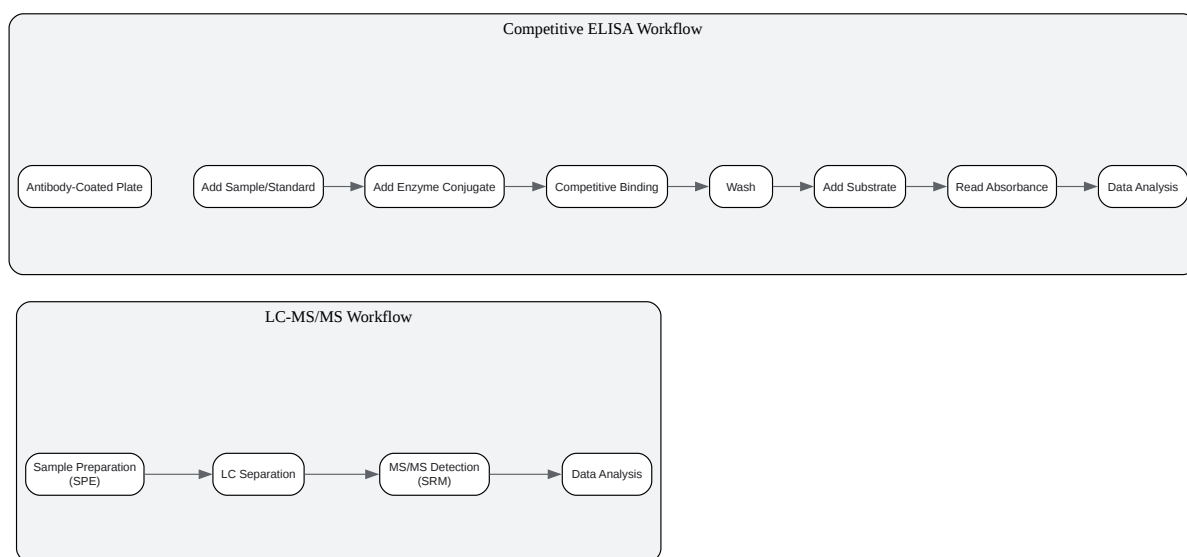 Competitive ELISA Workflow
Antibody-Coated Plate
Add Sample/Standard
Add Enzyme Conjugate
Competitive Binding
Wash
Add Substrate
Read Absorbance
Data Analysis
LC-MS/MS Workflow
Sample Preparation
(SPE)
LC Separation
MS/MS Detection
(SRM)
Data Analysis